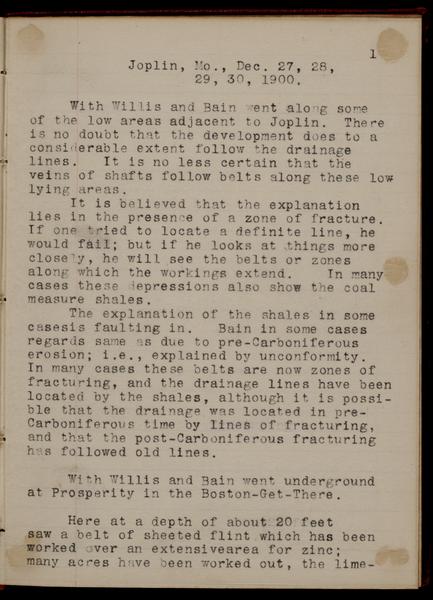 1
Joplin, Mo., Dec. 27, 28,
29, 30, 1900.
With Willis and Bain went along some
of the low areas adjacent to Joplin. There
is no doubt that the development does to a
considerable extent follow the drainage
lines. It is no less certain that the
veins of shafts follow belts along these low
lying areas.
It is believed that the explanation
lies in the presence of a zone of fracture.
If one tried to locate a definite line, he
would fail; but if he looks at things more
closely, he will see the belts or zones
along which the workings extend. In many
cases these depressions also show the coal
measure shales.
The explanation of the shales in some
casesis faulting in. Bain in some cases
regards same as due to pre-Carboniferous
erosion; i.e., explained by unconformity.
In many cases these belts are now zones of
fracturing, and the drainage lines have been
located by the shales, although it is possi-
ble that the drainage was located in pre-
Carboniferous time by lines of fracturing,
and that the post-Carboniferous fracturing
has followed old lines.
With Willis and Bain went underground
at Prosperity in the Boston-Get-There.
Here at a depth of about 20 feet
saw a belt of sheeted flint which has been
worked over an extensivearea for zinc;
many acres have been worked out, the lime-